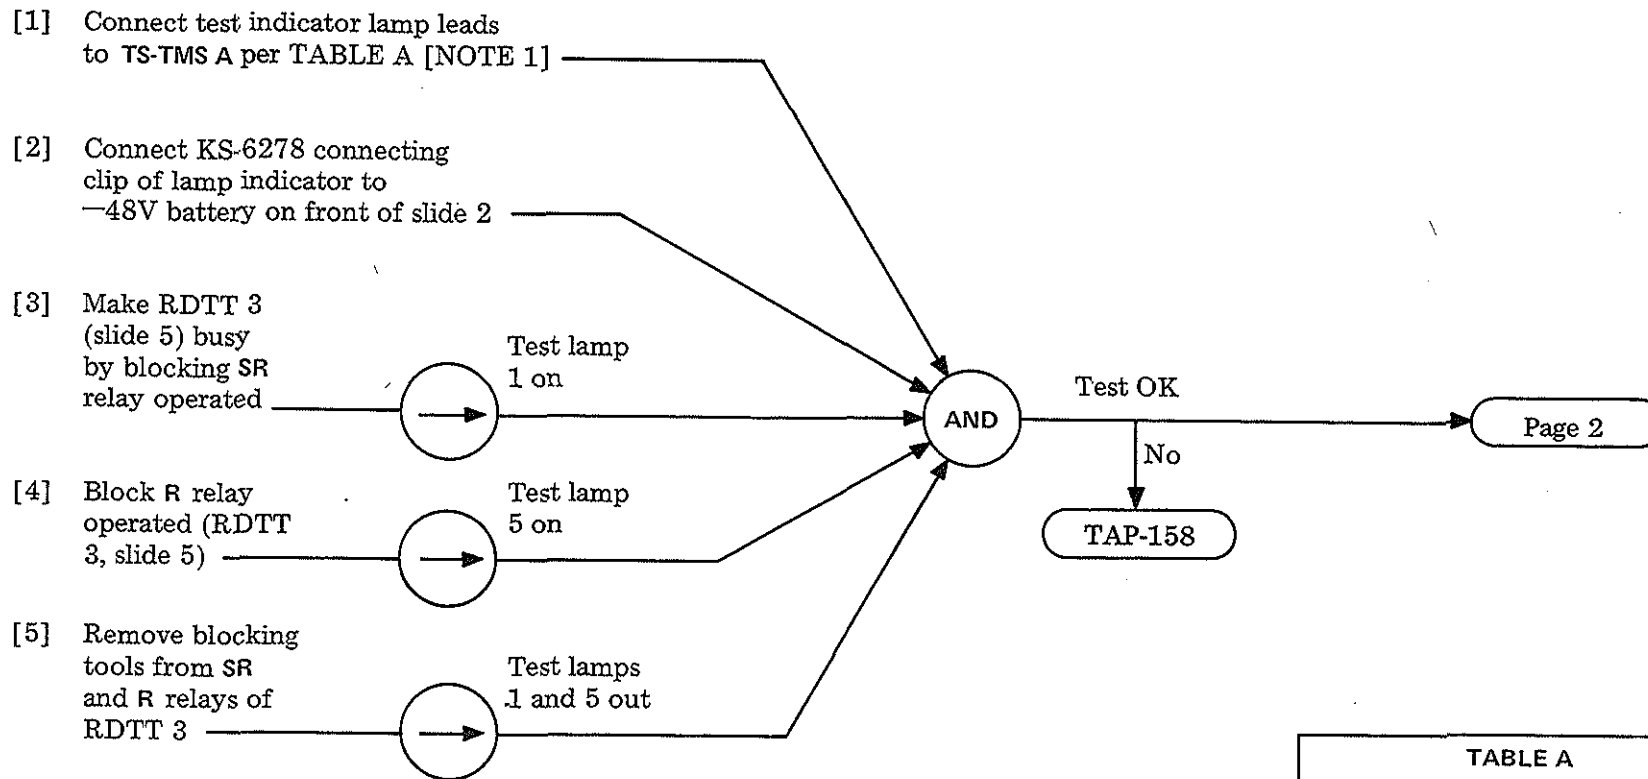 [1] Connect test indicator lamp leads
to TS-TMS A per TABLE A [NOTE 1]
[2] Connect KS-6278 connecting
clip of lamp indicator to
—48V battery on front of slide 2
[3] Make RDTT 3
(slide 5) busy
by blocking SR
relay operated
Test lamp
1 on
AND
Test OK
Page 2
No
TAP-158
[4] Block R relay
operated (RDTT
3, slide 5)
Test lamp
5 on
[5] Remove blocking
tools from SR
and R relays of
RDTT 3
Test lamps
1 and 5 out
TABLE A